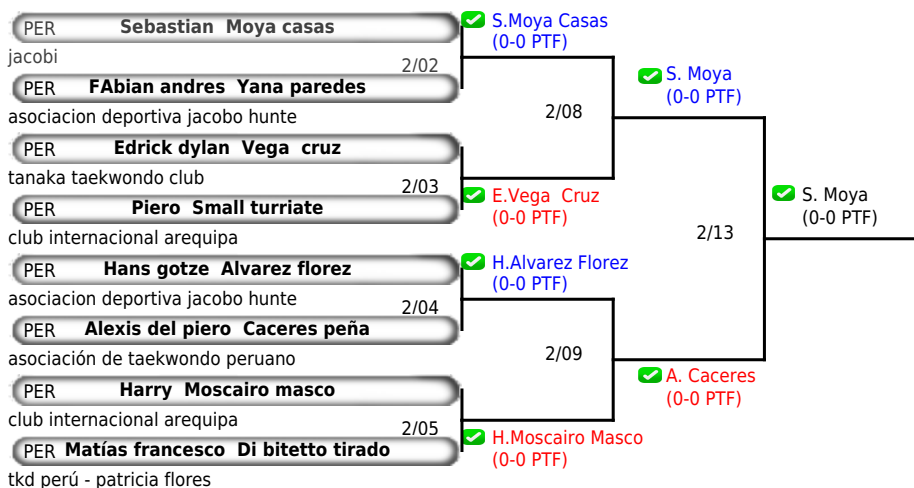 PER Sebastian Moya casas
jacobi
2/02
PER FAbian andres Yana paredes
asociacion deportiva jacobo hunte
PER Edrick dylan Vega cruz
tanaka taekwondo club
2/03
PER Piero Small turriate
club internacional arequipa
PER Hans gotze Alvarez florez
asociacion deportiva jacobo hunte
2/04
PER Alexis del piero Caceres peña
asociación de taekwondo peruano
PER Harry Moscairo masco
club internacional arequipa
2/05
PER Matías francesco Di bitetto tirado
tkd perú - patricia flores
S.Moya Casas
(0-0 PTF)
2/08
E.Vega Cruz
(0-0 PTF)
H.Alvarez Florez
(0-0 PTF)
2/09
H.Moscairo Masco
(0-0 PTF)
S. Moya
(0-0 PTF)
2/13
A. Caceres
(0-0 PTF)
S. Moya
(0-0 PTF)